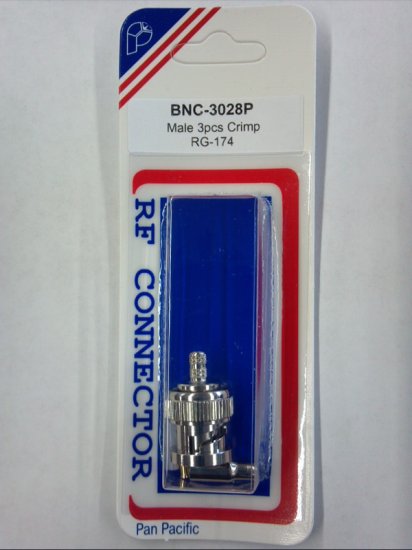 BNC-3028P
Male 3pcs Crimp
RG-174
RF CONNECTOR
Pan Pacific